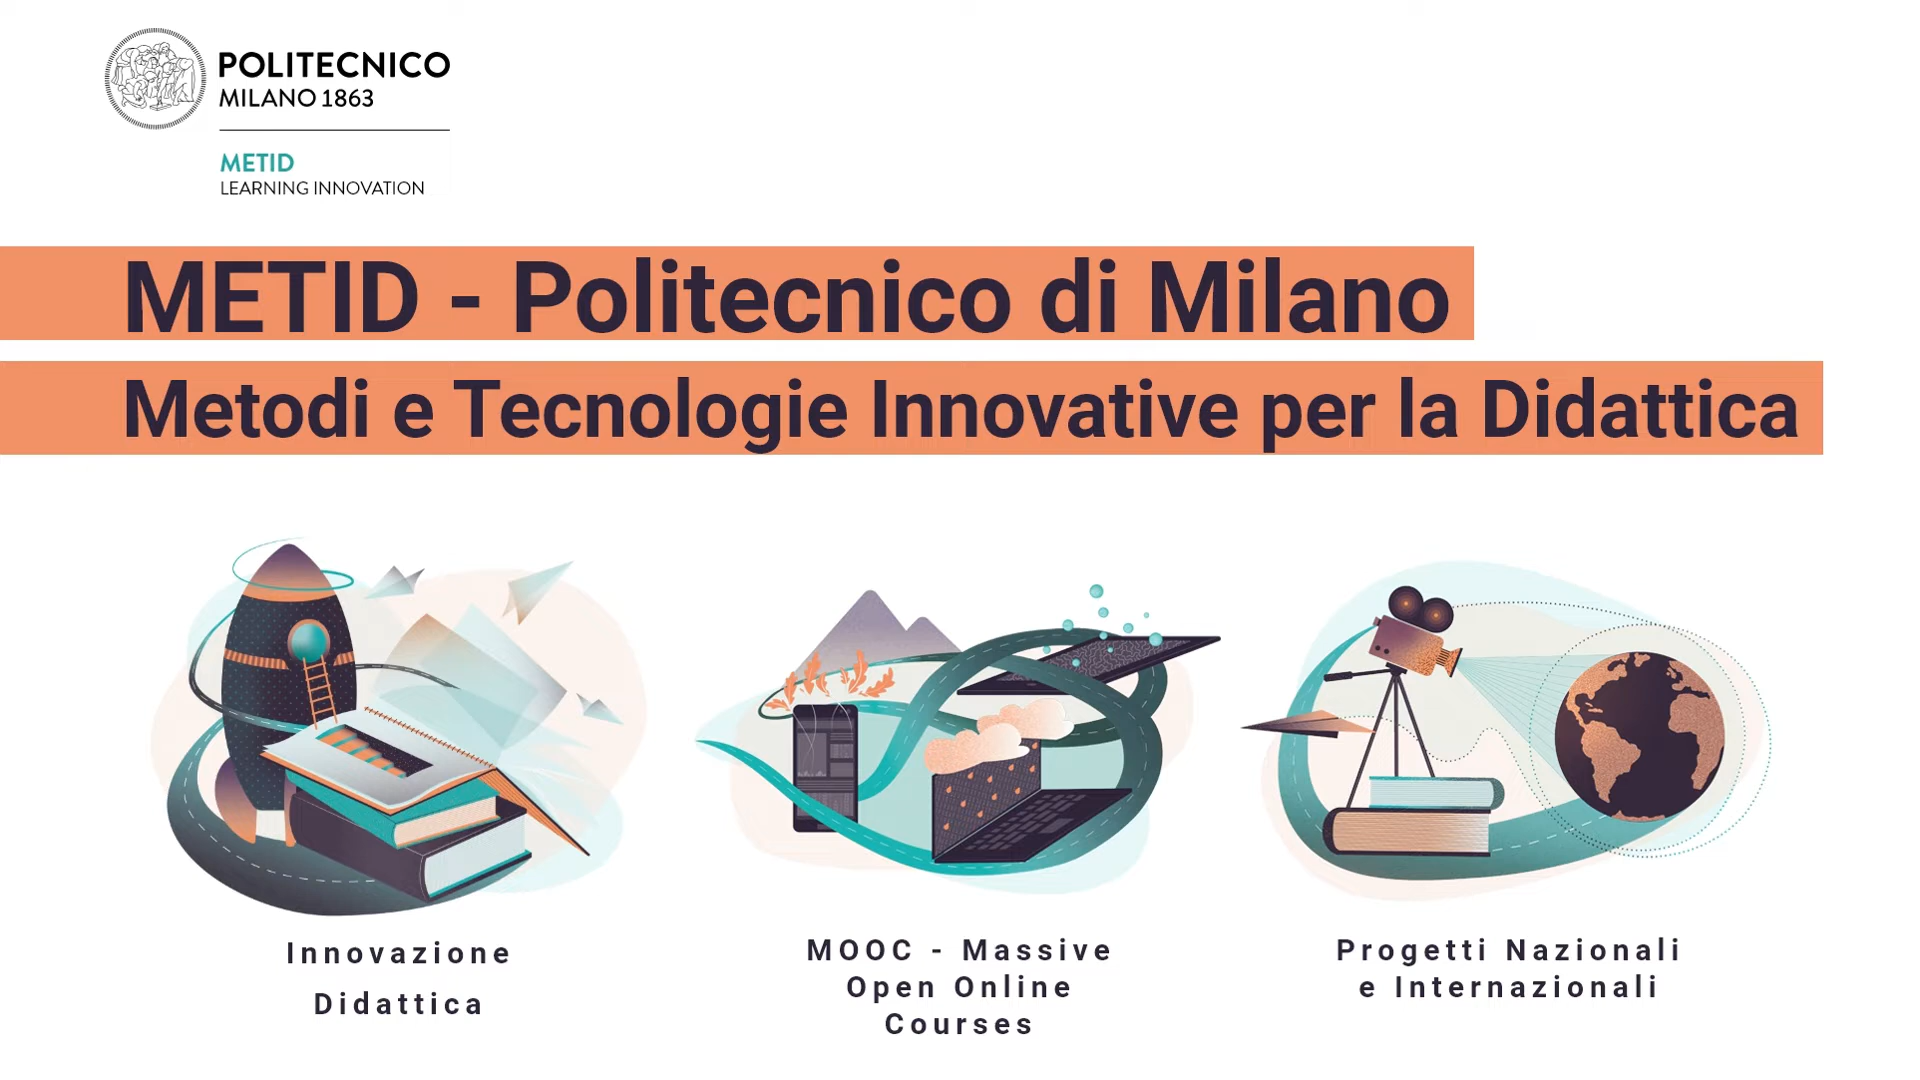 POLITECNICO
MILANO 1863
METID
LEARNING INNOVATION
METID - Politecnico di Milano
Metodi e Tecnologie Innovative per la Didattica
Innovazione
Didattica
MOOC - Massive
Open Online
Courses
Progetti Nazionali
e Internazionali